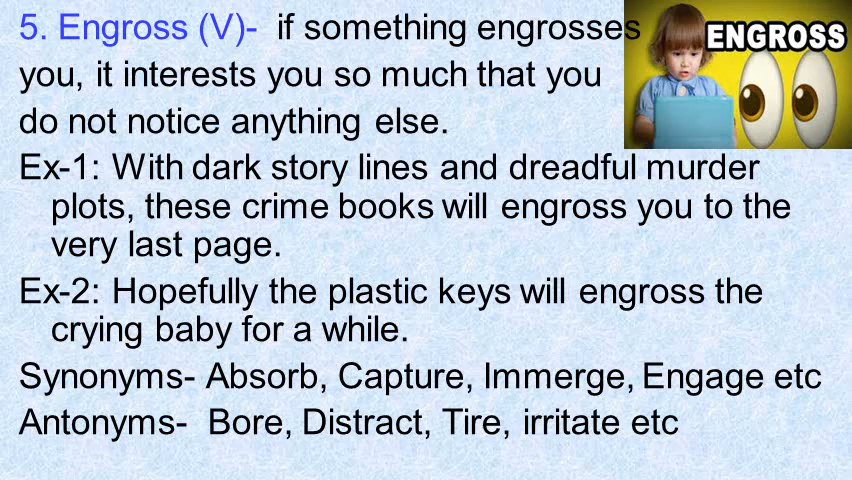 5. Engross (V)- if something engrosses
ENGROSS
you, it interests you so much that you
do not notice anything else.
Ex-1: With dark story lines and dreadful murder
plots, these crime books will engross you to the
very last page.
Ex-2: Hopefully the plastic keys will engross the
crying baby for a while.
Synonyms- Absorb, Capture, Immerge, Engage etc
Antonyms- Bore, Distract, Tire, irritate etc